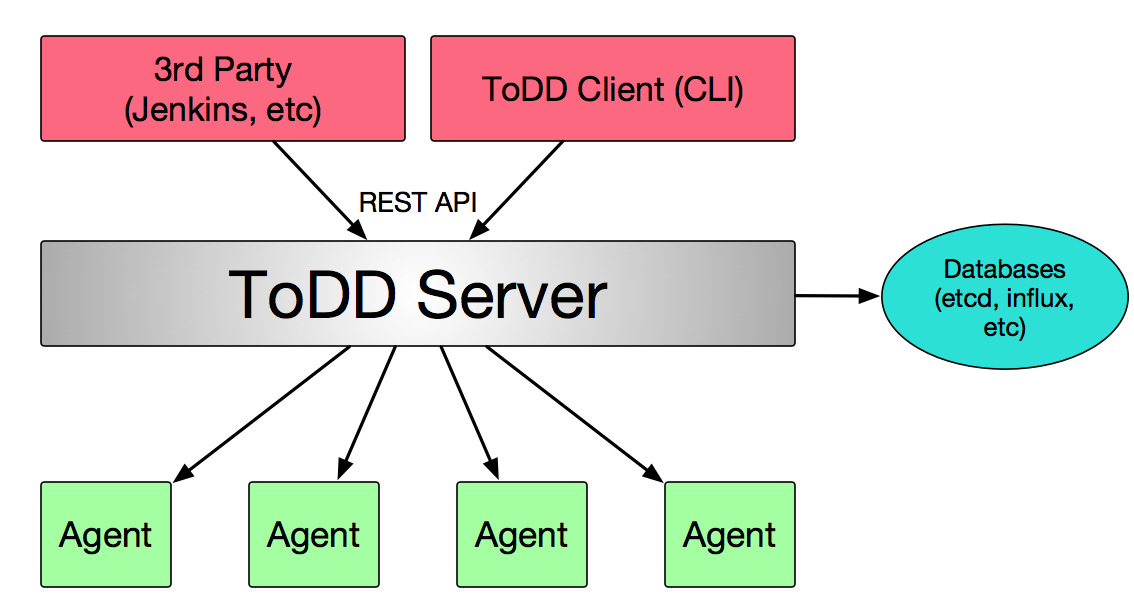 3rd Party
(Jenkins, etc)
ToDD Client (CLI)
REST API
ToDD Server
Databases
(etcd, influx,
etc)
Agent
Agent
Agent
Agent